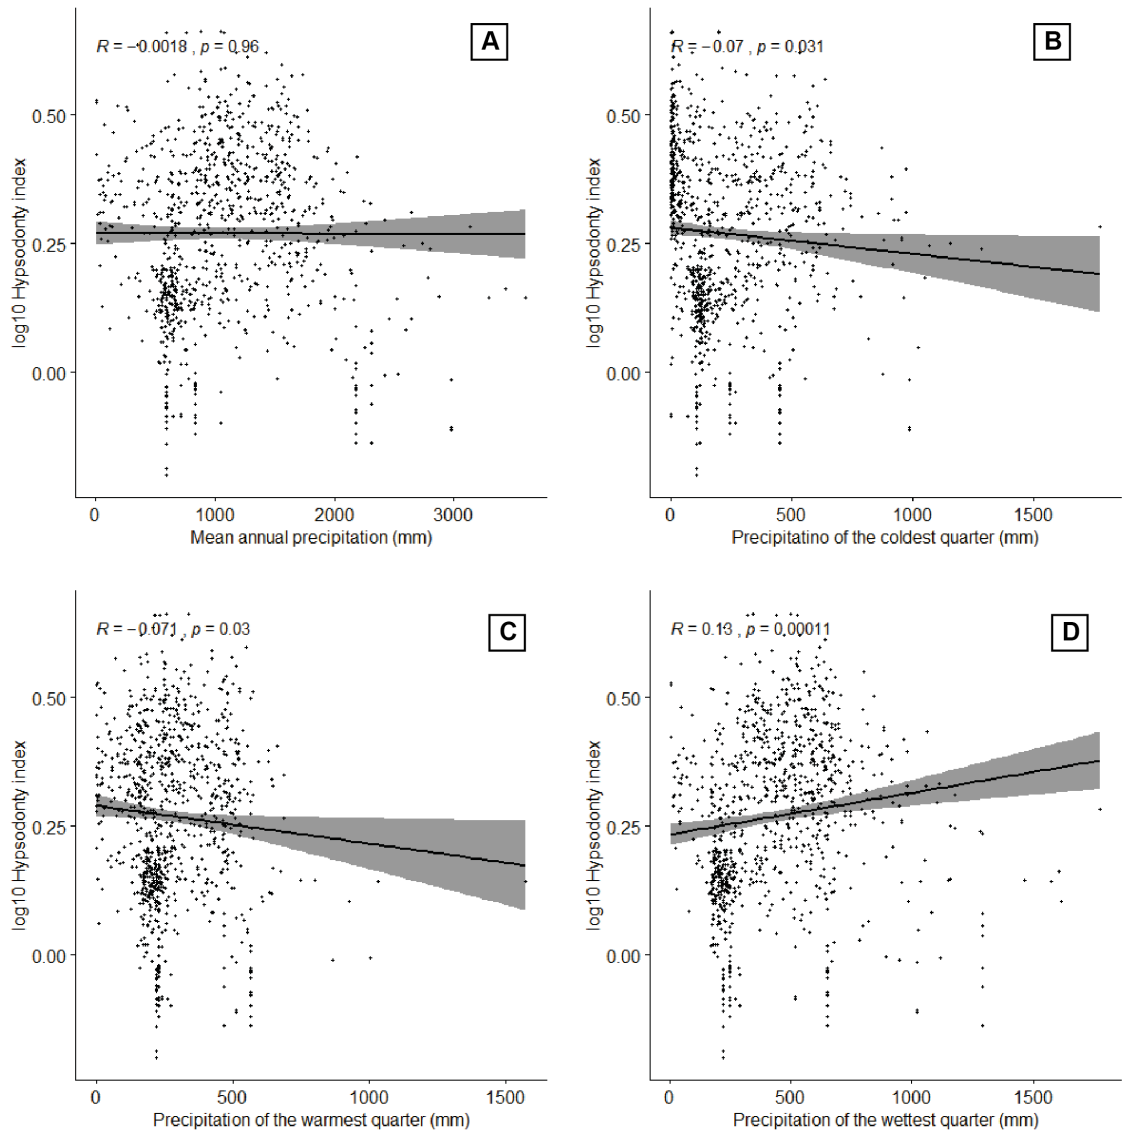 R = −0.0018 , p = 0.96
A
0.50
0.25
0.00
log10 Hypsodonty index
0
1000
2000
3000
Mean annual precipitation (mm)
R = −0.07 , p = 0.031
B
0.50
0.25
0.00
log10 Hypsodonty index
0
500
1000
1500
Precipitatino of the coldest quarter (mm)
R = −0.071 , p = 0.03
C
0.50
0.25
0.00
log10 Hypsodonty index
0
500
1000
1500
Precipitation of the warmest quarter (mm)
R = 0.13 , p = 0.00011
D
0.50
0.25
0.00
log10 Hypsodonty index
0
500
1000
1500
Precipitation of the wettest quarter (mm)